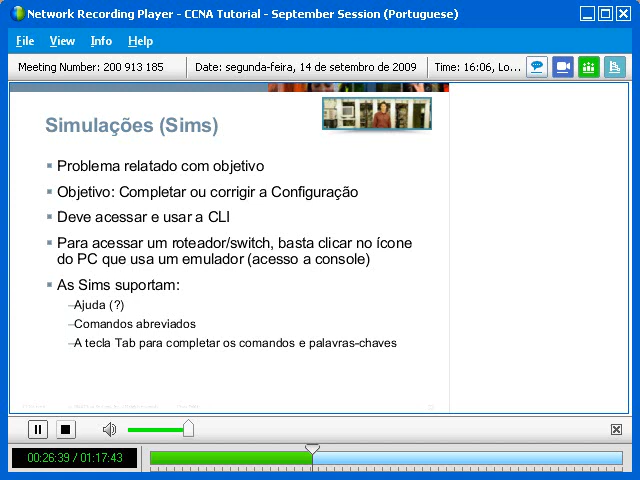 Network Recording Player - CCNA Tutorial - September Session (Portuguese)
File View Info Help
Meeting Number: 200 913 185 Date: segunda-feira, 14 de setembro de 2009 Time: 16:06, Lo...
Simulações (Sims)
Problema relatado com objetivo
Objetivo: Completar ou corrigir a Configuração
Deve acessar e usar a CLI
Para acessar um roteador/switch, basta clicar no ícone
do PC que usa um emulador (acesso a console)
As Sims suportam:
–Ajuda (?)
–Comandos abreviados
–A tecla Tab para completar os comandos e palavras-chaves
00:26:39 / 01:17:43